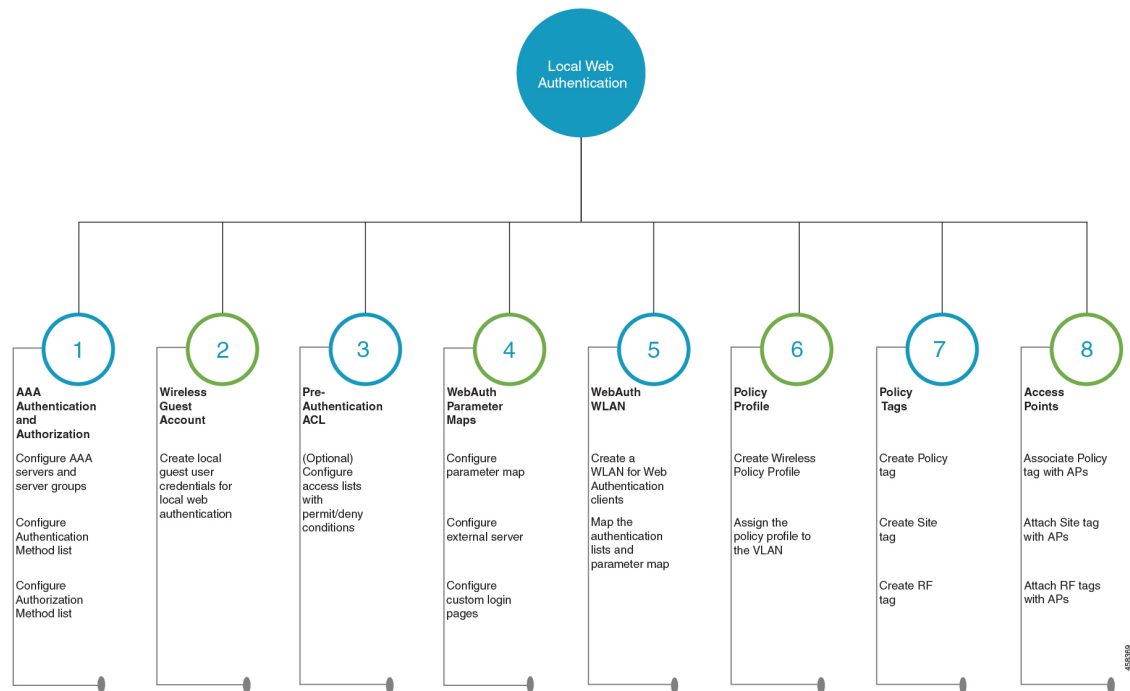 Local Web
Authentication
1
AAA
Authentication
and
Authorization
Configure AAA
servers and
server groups
Configure
Authentication
Method list
Configure
Authorization
Method list
2
Wireless
Guest
Account
Create local
guest user
credentials for
local web
authentication
3
Pre-
Authentication
ACL
(Optional)
Configure
access lists
with
permit/deny
conditions
4
WebAuth
Parameter
Maps
Configure
parameter map
Configure
external server
Configure
custom login
pages
5
WebAuth
WLAN
Create a
WLAN for Web
Authentication
clients
Map the
authentication
lists and
parameter map
6
Policy
Profile
Create Wireless
Policy Profile
Assign the
policy profile to
the VLAN
7
Policy
Tags
Create Policy
tag
Create Site
tag
Create RF
tag
8
Access
Points
Associate Policy
tag with APs
Attach Site tag
with APs
Attach RF tags
with APs
458369